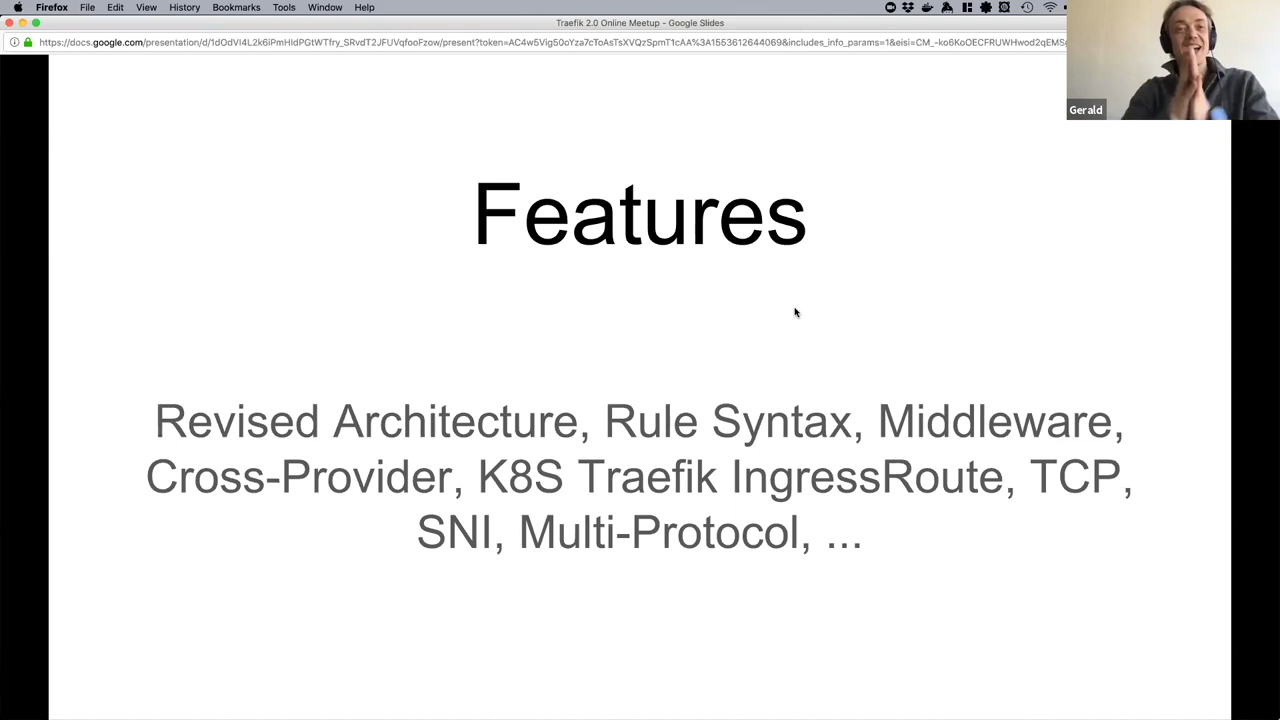 Firefox File Edit View History Bookmarks Tools Window Help
Traefik 2.0 Online Meetup - Google Slides
Gerald
Features
Revised Architecture, Rule Syntax, Middleware,
Cross-Provider, K8S Traefik IngressRoute, TCP,
SNI, Multi-Protocol, ...